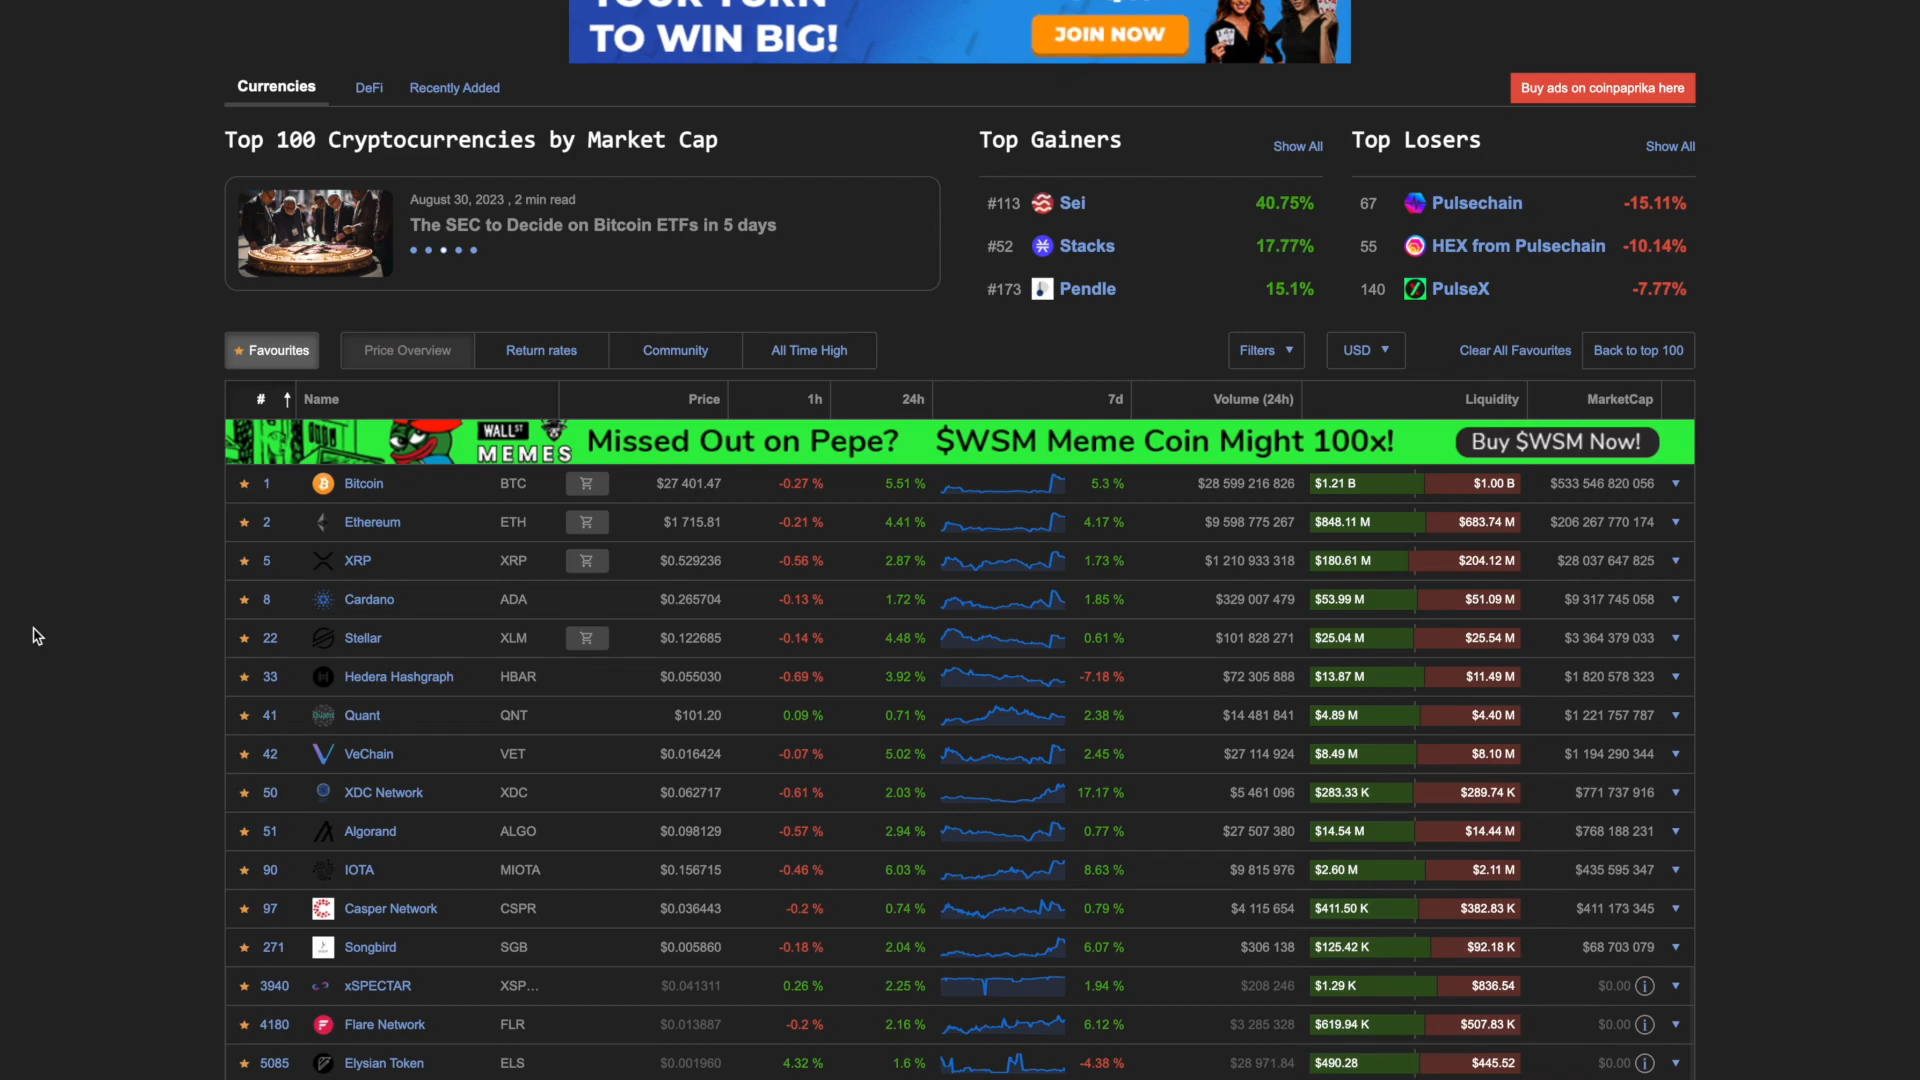 TO WIN BIG!
JOIN NOW
Currencies DeFi Recently Added
Buy ads on coinpaprika here
Top 100 Cryptocurrencies by Market Cap
August 30, 2023 , 2 min read
The SEC to Decide on Bitcoin ETFs in 5 days
Top Gainers Show All
#113 Sei 40.75%
#52 Stacks 17.77%
#173 Pendle 15.1%
Top Losers Show All
67 Pulsechain -15.11%
55 HEX from Pulsechain -10.14%
140 PulseX -7.77%
Favourites Price Overview Return rates Community All Time High Filters USD Clear All Favourites Back to top 100
# Name Price 1h 24h 7d Volume (24h) Liquidity MarketCap
WALL ST MEMES Missed Out on Pepe? $WSM Meme Coin Might 100x! Buy $WSM Now!
1 Bitcoin BTC $27 401.47 -0.27 % 5.51 % 5.3 % $28 599 216 826 $1.21 B $1.00 B $533 546 820 056
2 Ethereum ETH $1 715.81 -0.21 % 4.41 % 4.17 % $9 598 775 267 $848.11 M $683.74 M $206 267 770 174
5 XRP XRP $0.529236 -0.56 % 2.87 % 1.73 % $1 210 933 318 $180.61 M $204.12 M $28 037 647 825
8 Cardano ADA $0.265704 -0.13 % 1.72 % 1.85 % $329 007 479 $53.99 M $51.09 M $9 317 745 058
22 Stellar XLM $0.122685 -0.14 % 4.48 % 0.61 % $101 828 271 $25.04 M $25.54 M $3 364 379 033
33 Hedera Hashgraph HBAR $0.055030 -0.69 % 3.92 % -7.18 % $72 305 888 $13.87 M $11.49 M $1 820 578 323
41 Quant QNT $101.20 0.09 % 0.71 % 2.38 % $14 481 841 $4.89 M $4.40 M $1 221 757 787
42 VeChain VET $0.016424 -0.07 % 5.02 % 2.45 % $27 114 924 $8.49 M $8.10 M $1 194 290 344
50 XDC Network XDC $0.062717 -0.61 % 2.03 % 17.17 % $5 461 096 $283.33 K $289.74 K $771 737 916
51 Algorand ALGO $0.098129 -0.57 % 2.94 % 0.77 % $27 507 380 $14.54 M $14.44 M $768 188 231
90 IOTA MIOTA $0.156715 -0.46 % 6.03 % 8.63 % $9 815 976 $2.60 M $2.11 M $435 595 347
97 Casper Network CSPR $0.036443 -0.2 % 0.74 % 0.79 % $4 115 654 $411.50 K $382.83 K $411 173 345
271 Songbird SGB $0.005860 -0.18 % 2.04 % 6.07 % $306 138 $125.42 K $92.18 K $68 703 079
3940 xSPECTAR XSP... $0.041311 0.26 % 2.25 % 1.94 % $208 246 $1.29 K $836.54 $0.00
4180 Flare Network FLR $0.013887 -0.2 % 2.16 % 6.12 % $3 285 328 $619.94 K $507.83 K $0.00
5085 Elysian Token ELS $0.001960 4.32 % 1.6 % -4.38 % $28 971.84 $490.28 $445.52 $0.00